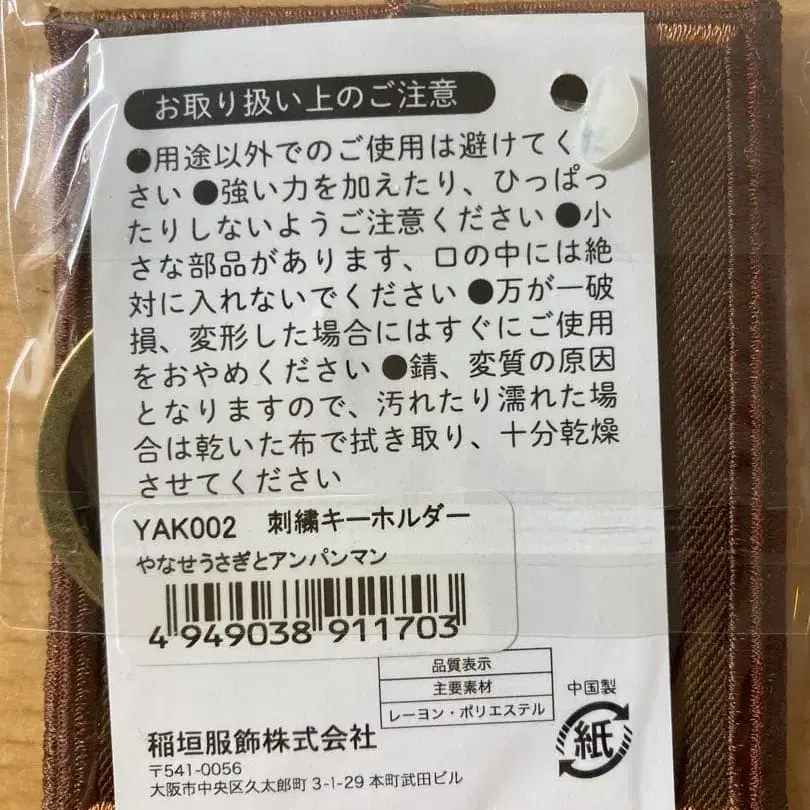 お取り扱い上のご注意
●用途以外でのご使用は避けてくだ
さい ●強い力を加えたり、ひっぱっ
たりしないようご注意ください ●小
さな部品があります、口の中には絶
対に入れないでください ●万が一破
損、変形した場合にはすぐにご使用
をおやめください ●錆、変質の原因
となりますので、汚れたり濡れた場
合は乾いた布で拭き取り、十分乾燥
させてください
YAK002 刺繍キーホルダー
やなせうさぎとアンパンマン
4 949038 911703
品質表示
主要素材
レーヨン・ポリエステル
中国製
紙
稲垣服飾株式会社
〒541-0056
大阪市中央区久太郎町 3-1-29 本町武田ビル